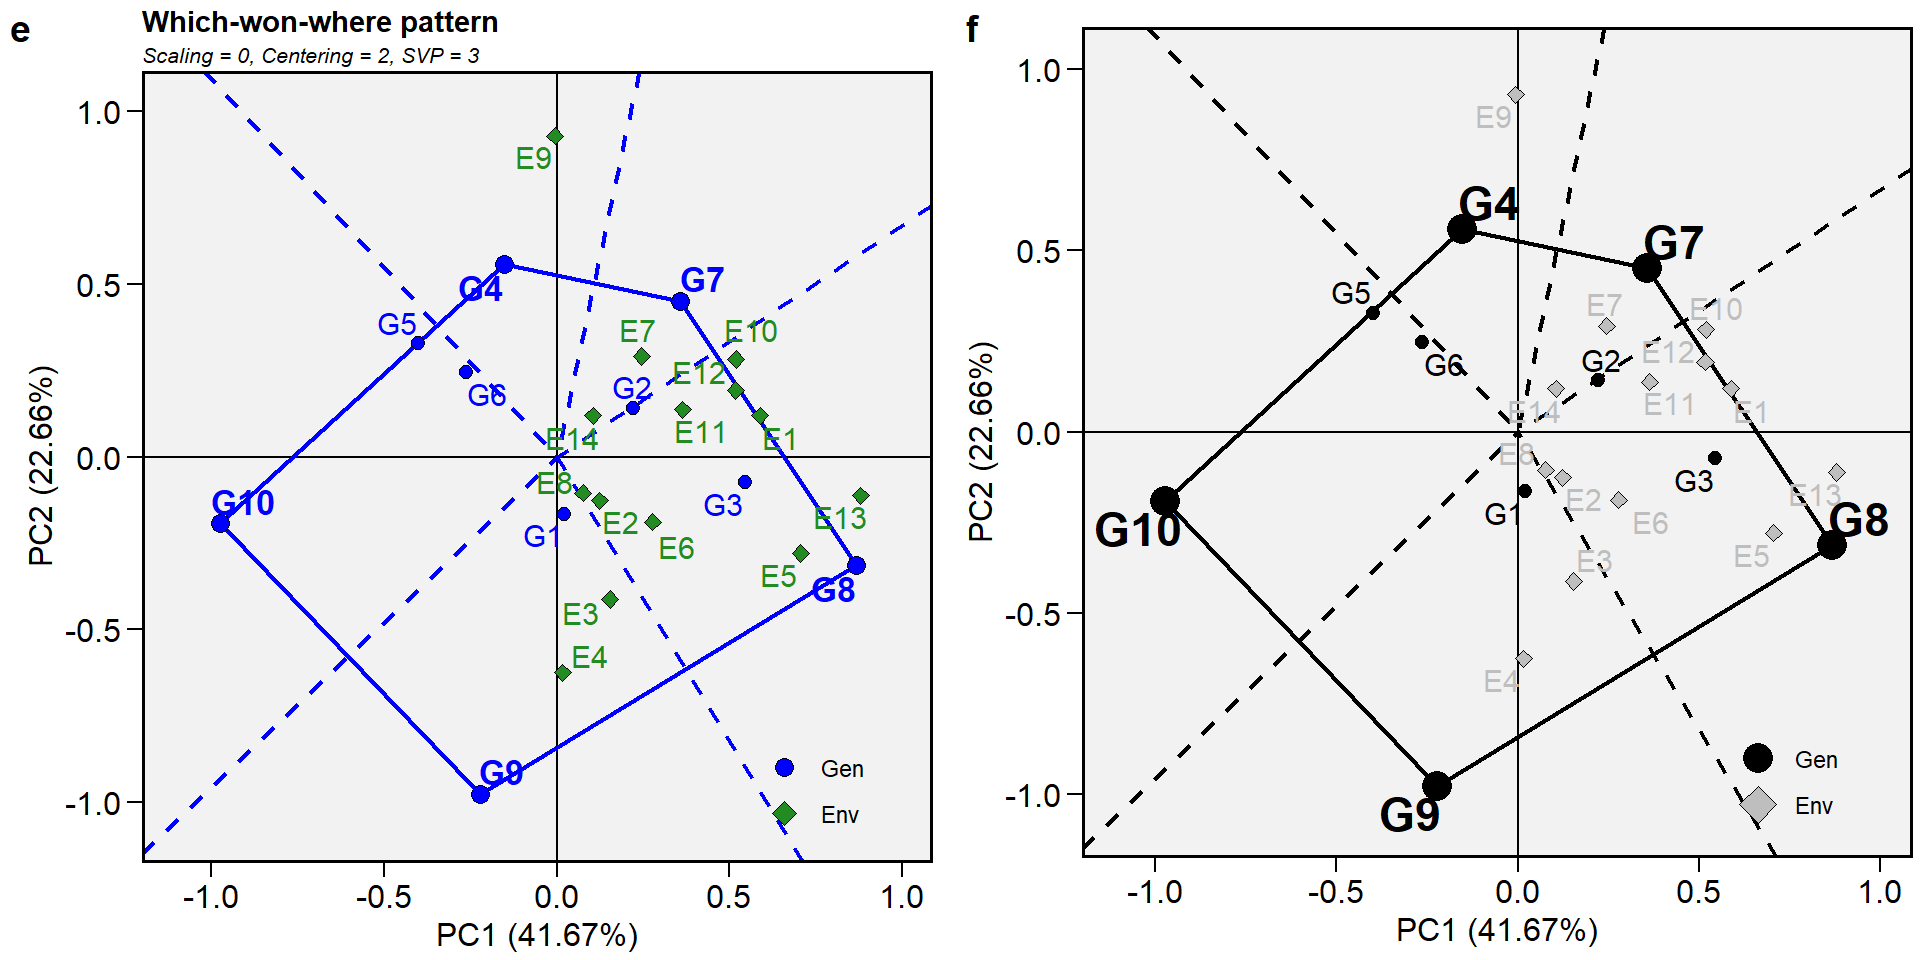 e
Which-won-where pattern
Scaling = 0, Centering = 2, SVP = 3
PC2 (22.66%)
1.0
0.5
0.0
-0.5
-1.0
E9
G4
G7
G5
E7
E10
G6
G2
E12
E14
E11
E1
G10
E8
G1
E2
G3
E13
E6
E5
G8
E3
E4
G9
Gen
Env
-1.0
-0.5
0.0
0.5
1.0
PC1 (41.67%)
f
PC2 (22.66%)
1.0
0.5
0.0
-0.5
-1.0
E9
G4
G7
G5
E7
E10
G6
G2
E12
E14
E11
E1
E8
G3
G10
G1
E2
E13
E6
G8
E5
E3
E4
G9
Gen
Env
-1.0
-0.5
0.0
0.5
1.0
PC1 (41.67%)